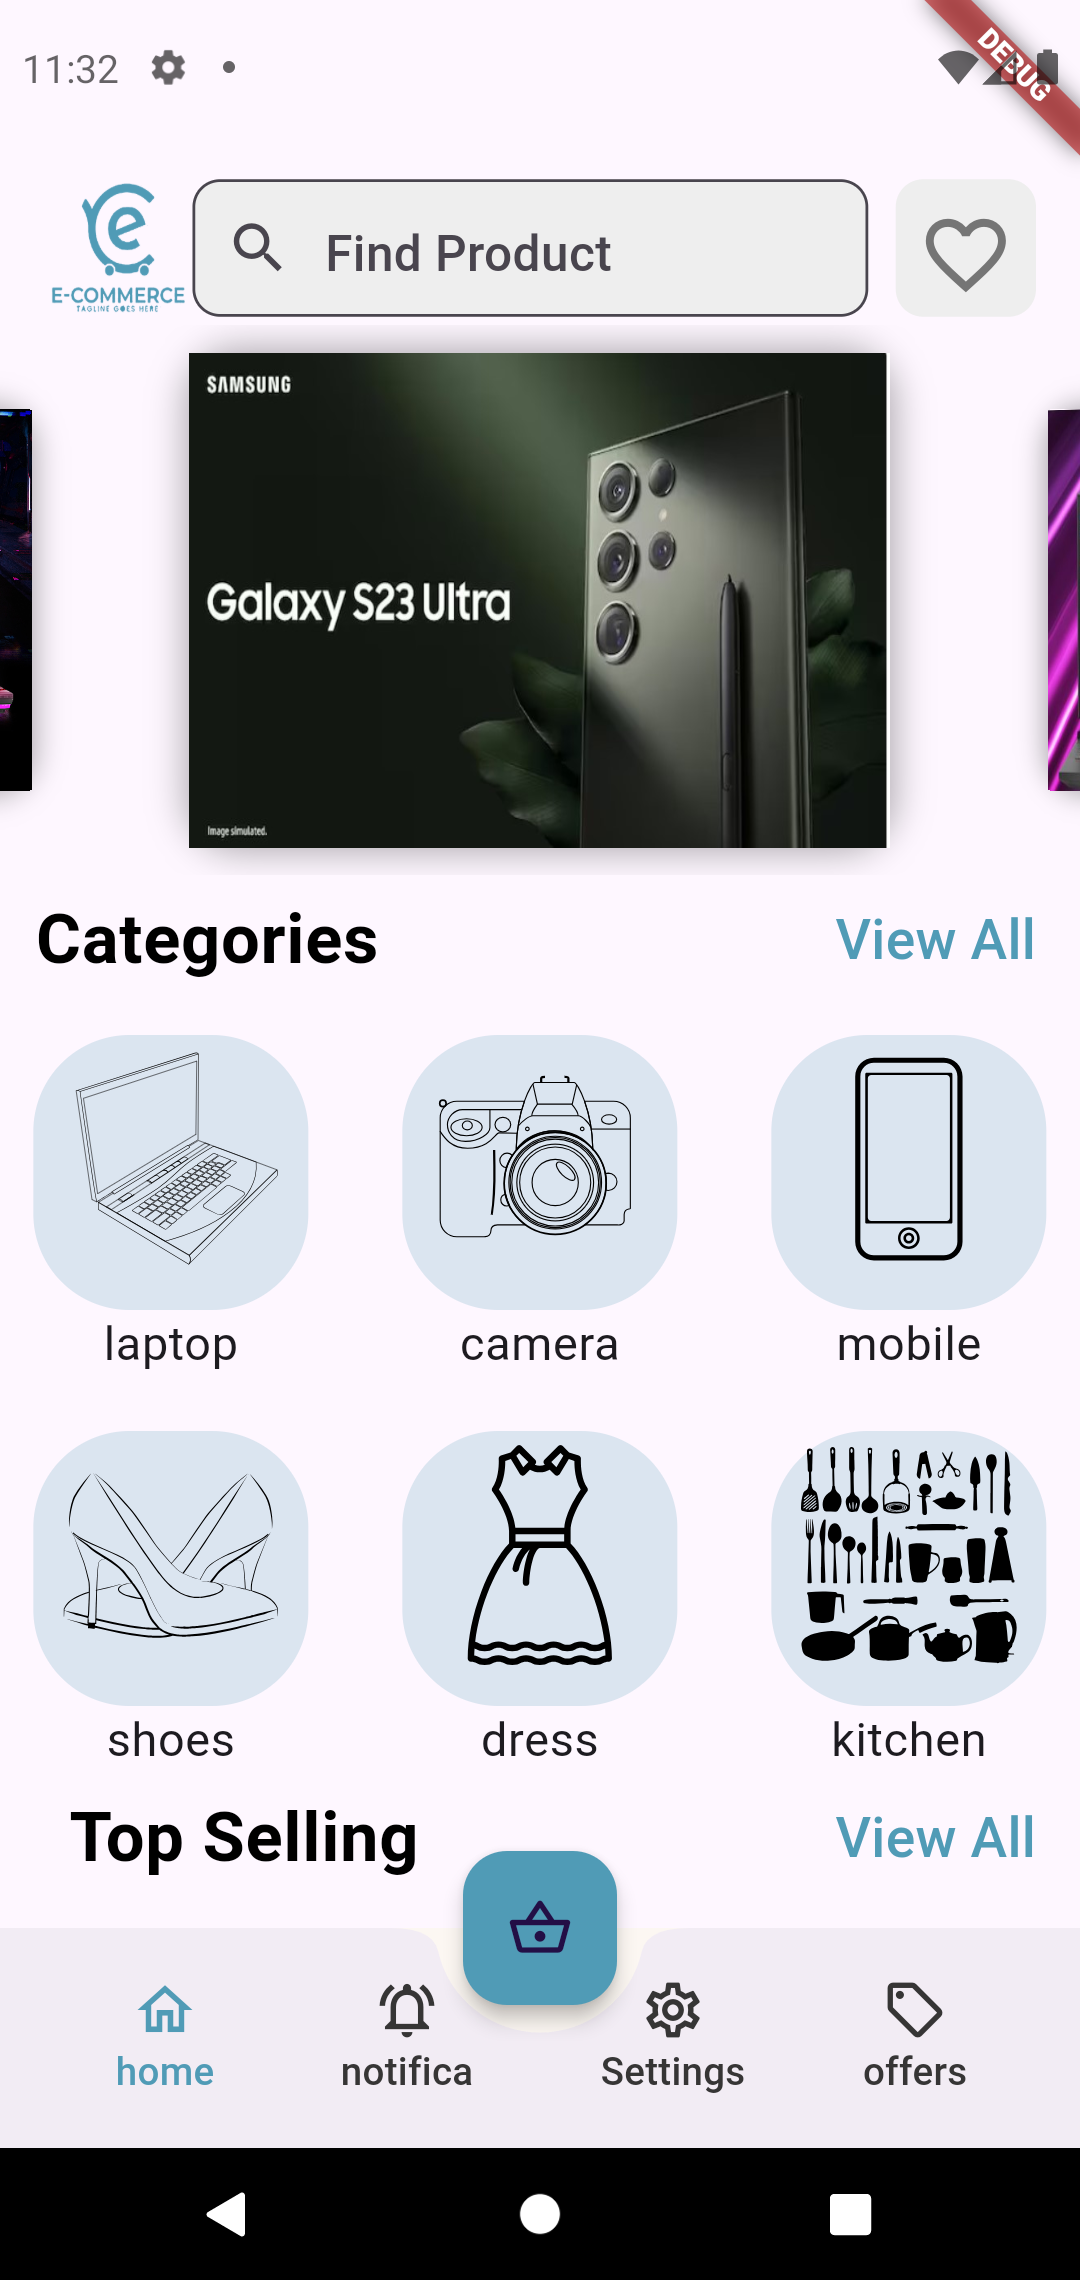 11:32
DEBUG
e
E-COMMERCE
TAGLINE GOES HERE
Find Product
SAMSUNG
Galaxy S23 Ultra
Image simulated.
Categories
View All
laptop
camera
mobile
shoes
dress
kitchen
Top Selling
View All
home
notifica
Settings
offers